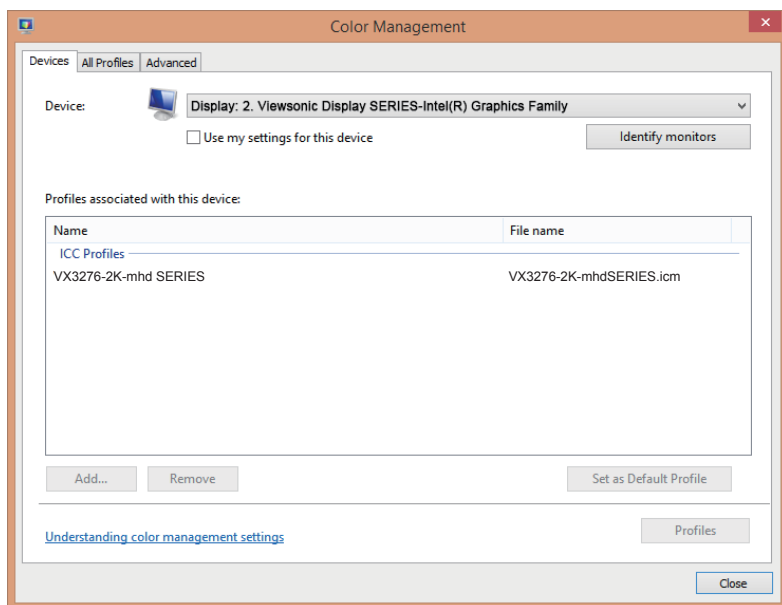 Color Management
Devices All Profiles Advanced
Device: Display: 2. Viewsonic Display SERIES-Intel(R) Graphics Family
Use my settings for this device Identify monitors
Profiles associated with this device:
Name File name
ICC Profiles
VX3276-2K-mhd SERIES VX3276-2K-mhdSERIES.icm
Add... Remove Set as Default Profile
Understanding color management settings Profiles
Close